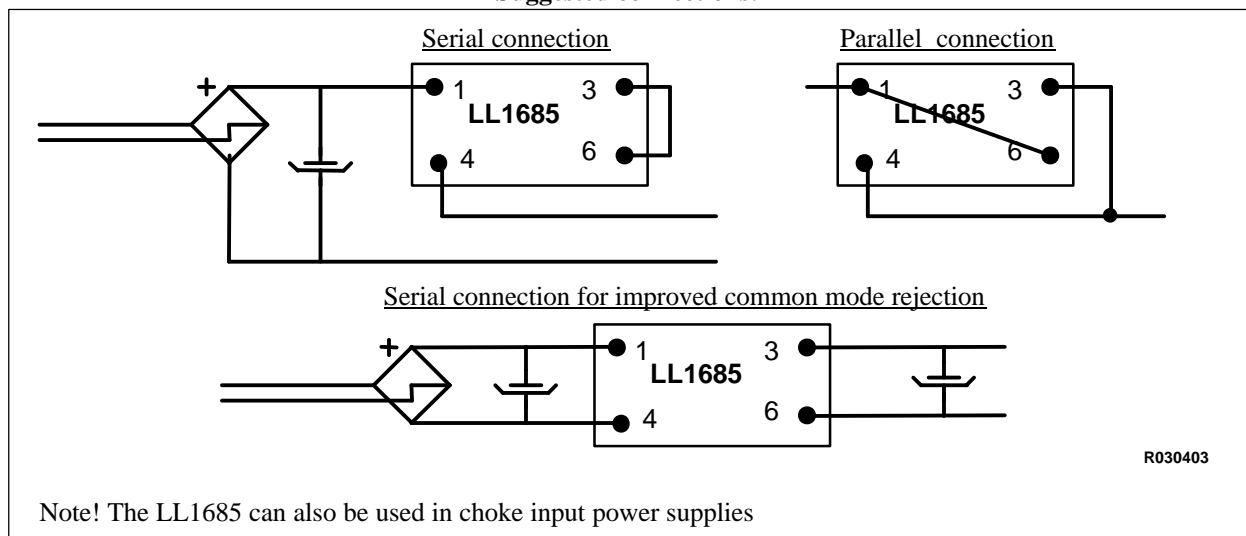 Suggested connections:
Serial connection
Parallel connection
+
1
3
LL1685
4
6
1
3
LL1685
4
6
Serial connection for improved common mode rejection
+
1
3
LL1685
4
6
R030403
Note! The LL1685 can also be used in choke input power supplies